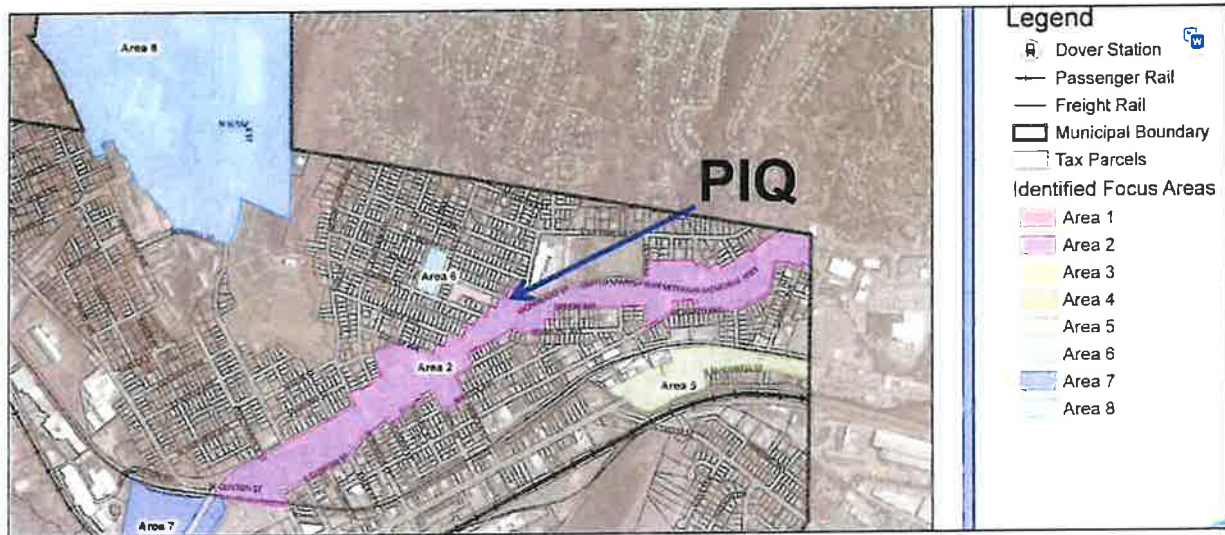 Area 8
PIQ
Area 6
Area 2
Area 5
Area 7
Legend
Dover Station
Passenger Rail
Freight Rail
Municipal Boundary
Tax Parcels
Identified Focus Areas
Area 1
Area 2
Area 3
Area 4
Area 5
Area 6
Area 7
Area 8